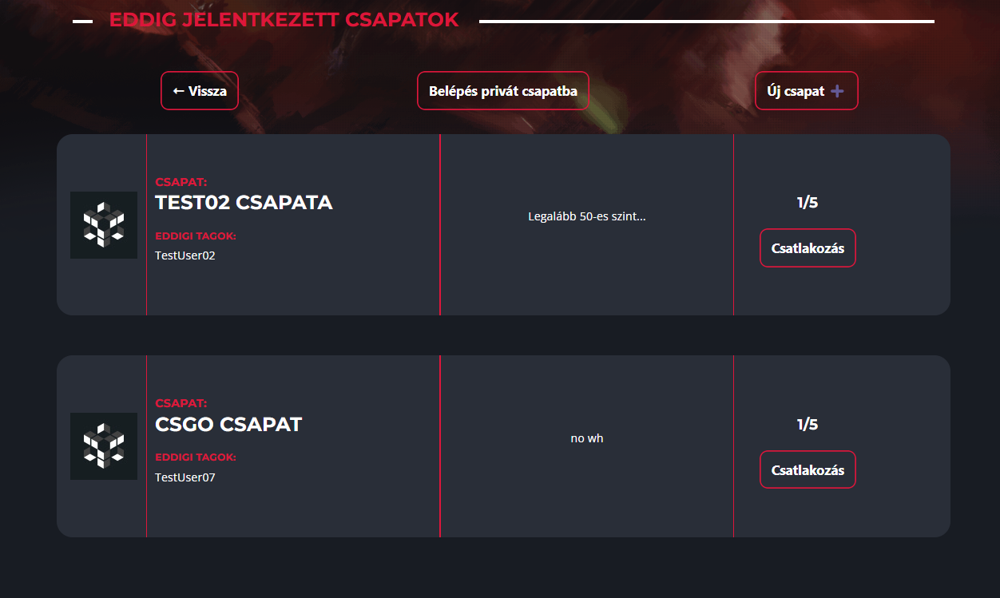 EDDIG JELENTKEZETT CSAPATOK
← Vissza
Belépés privát csapatba
Új csapat ➕
CSAPAT:
TEST02 CSAPATA
EDDIGI TAGOK:
TestUser02
Legalább 50-es szint...
1/5
Csatlakozás
CSAPAT:
CSGO CSAPAT
EDDIGI TAGOK:
TestUser07
no wh
1/5
Csatlakozás